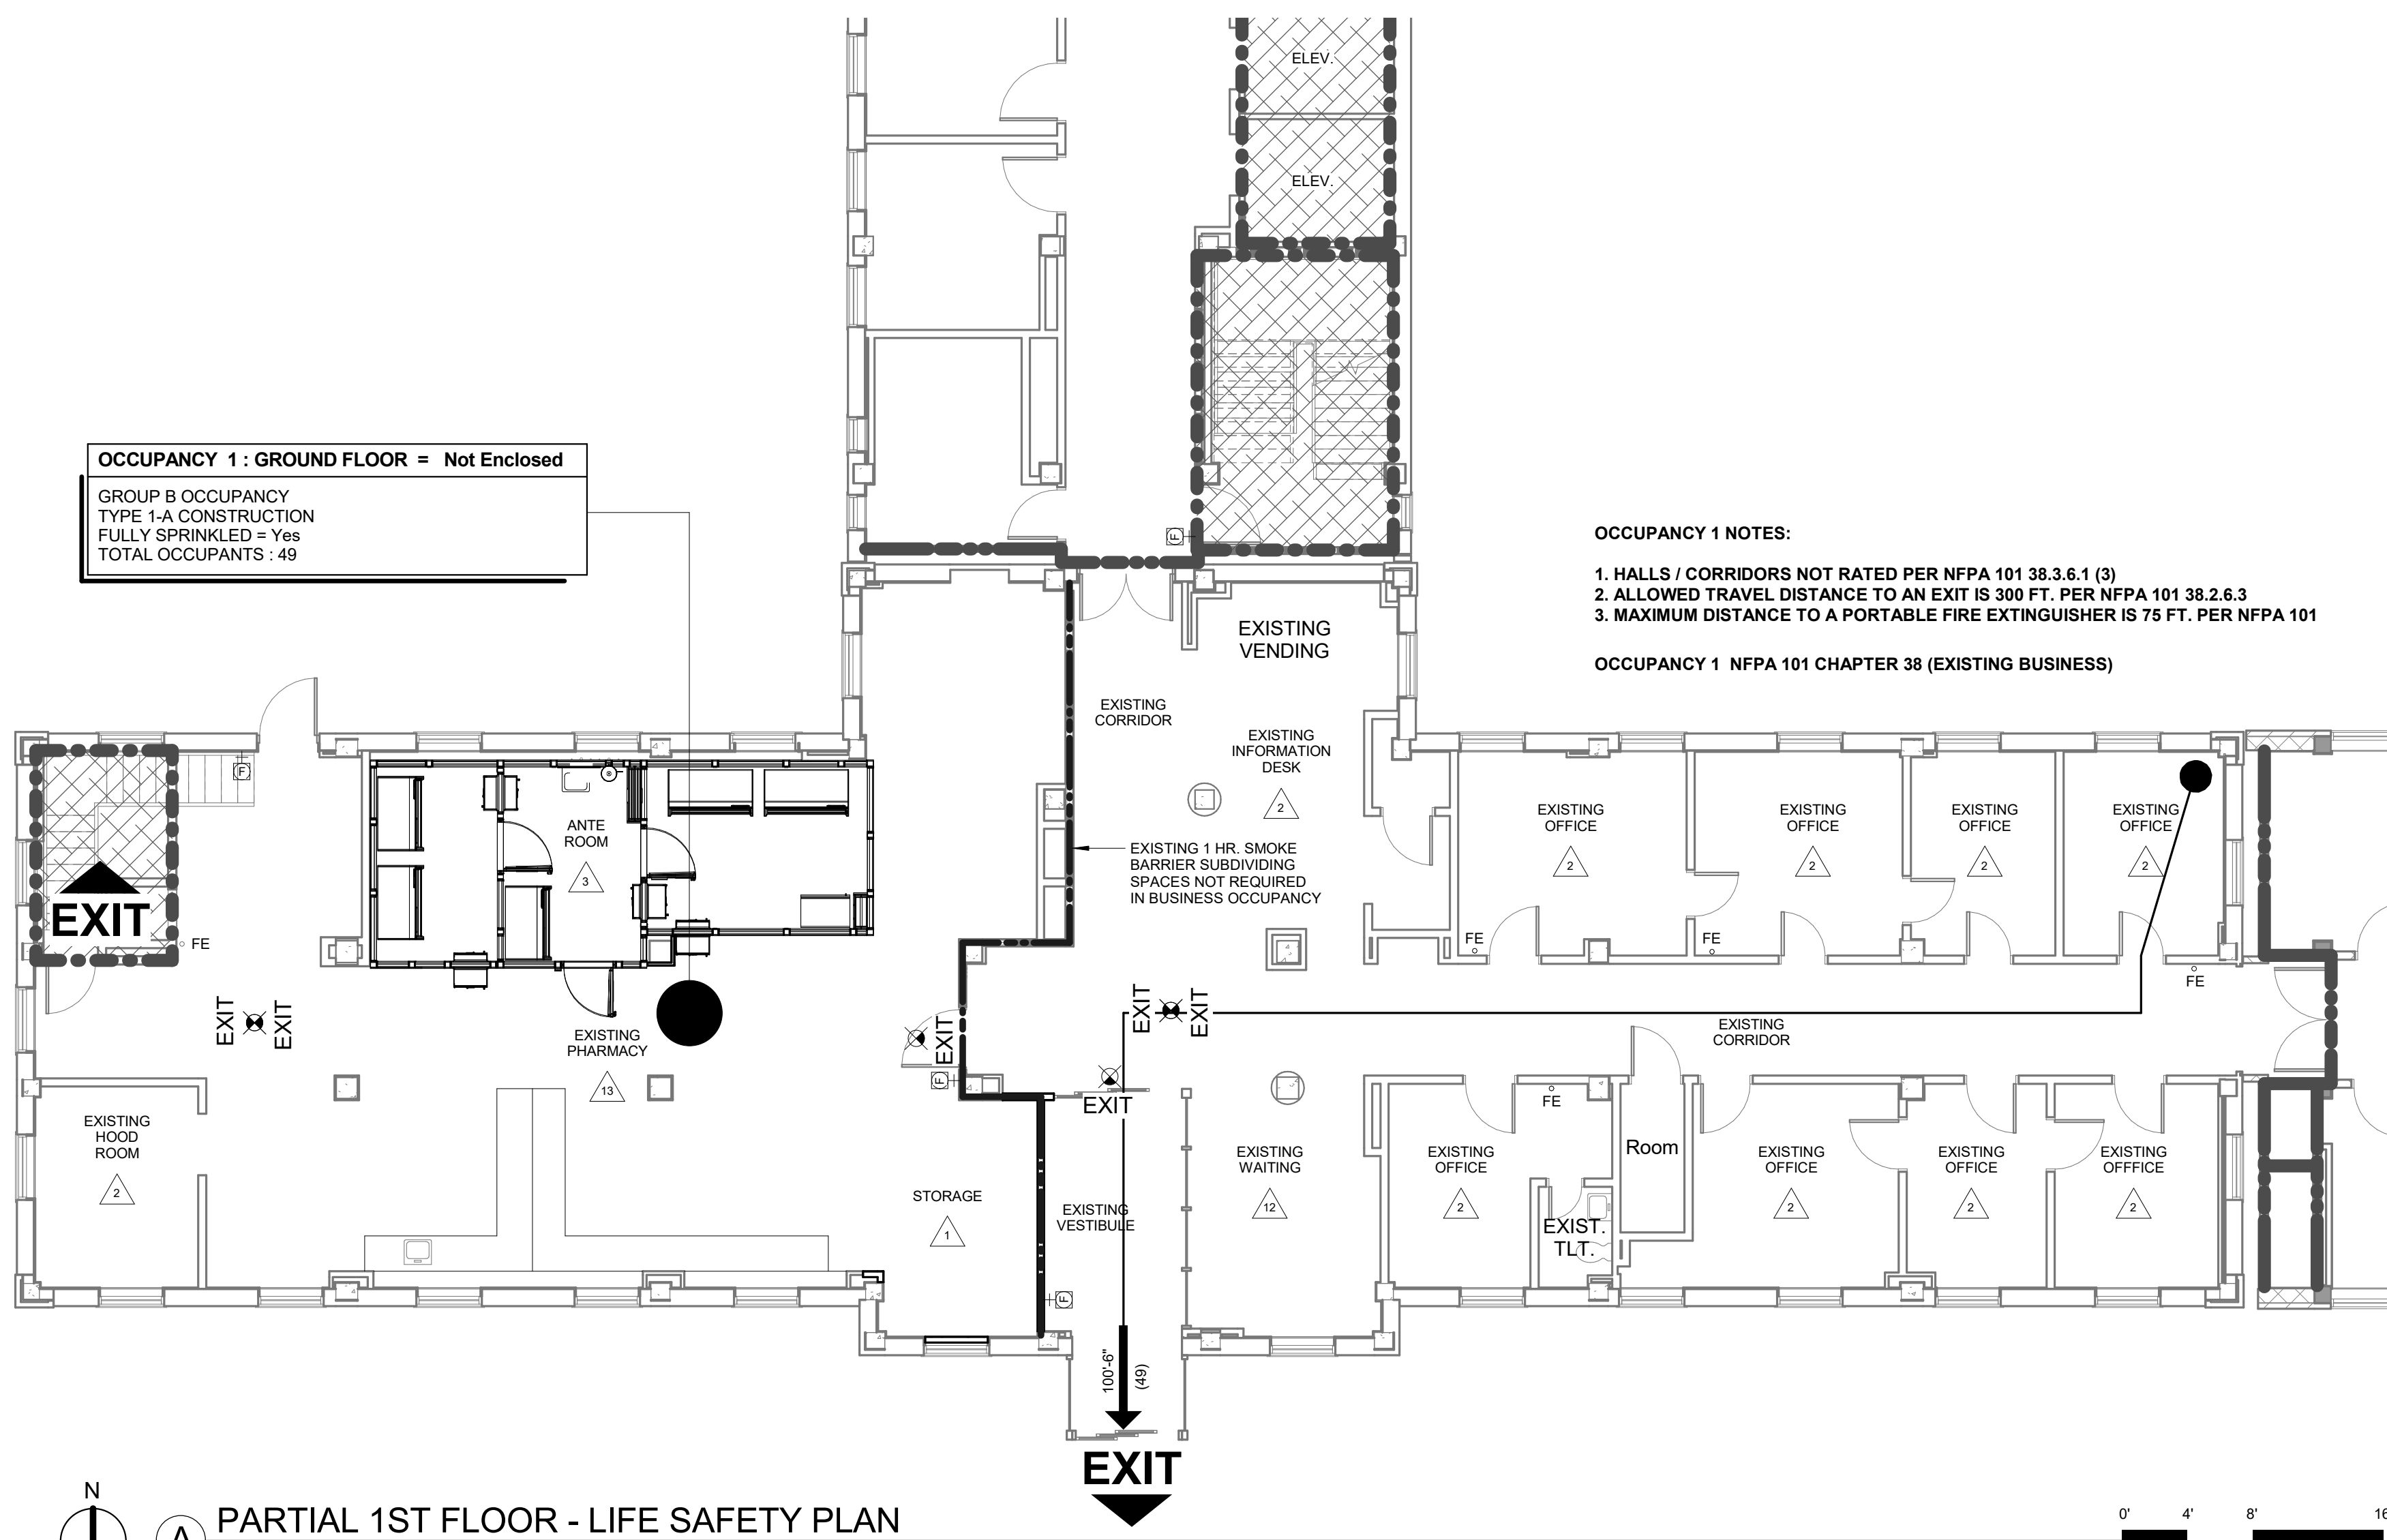 ELEV.
ELEV.
OCCUPANCY 1 : GROUND FLOOR = Not Enclosed
GROUP B OCCUPANCY
TYPE 1-A CONSTRUCTION
FULLY SPRINKLED = Yes
TOTAL OCCUPANTS : 49
OCCUPANCY 1 NOTES:
1. HALLS / CORRIDORS NOT RATED PER NFPA 101 38.3.6.1 (3)
2. ALLOWED TRAVEL DISTANCE TO AN EXIT IS 300 FT. PER NFPA 101 38.2.6.3
3. MAXIMUM DISTANCE TO A PORTABLE FIRE EXTINGUISHER IS 75 FT. PER NFPA 101
OCCUPANCY 1 NFPA 101 CHAPTER 38 (EXISTING BUSINESS)
F
EXISTING
VENDING
EXISTING
CORRIDOR
EXISTING
INFORMATION
DESK
2
EXISTING 1 HR. SMOKE
BARRIER SUBDIVIDING
SPACES NOT REQUIRED
IN BUSINESS OCCUPANCY
F
ANTE
ROOM
3
EXIT
FE
EXISTING
OFFICE
2
EXISTING
OFFICE
2
EXISTING
OFFICE
2
EXISTING
OFFICE
2
FE
FE
FE
EXIT
EXIT
EXISTING
PHARMACY
13
EXIT
F
EXIT
EXIT
EXIT
EXISTING
CORRIDOR
EXISTING
HOOD
ROOM
2
STORAGE
1
EXISTING
VESTIBULE
F
EXISTING
WAITING
12
EXISTING
OFFICE
2
FE
EXIST.
TLT.
Room
EXISTING
OFFICE
2
EXISTING
OFFICE
2
EXISTING
OFFFICE
2
100'-6"
(49)
EXIT
N
A
PARTIAL 1ST FLOOR - LIFE SAFETY PLAN
0' 4' 8' 16